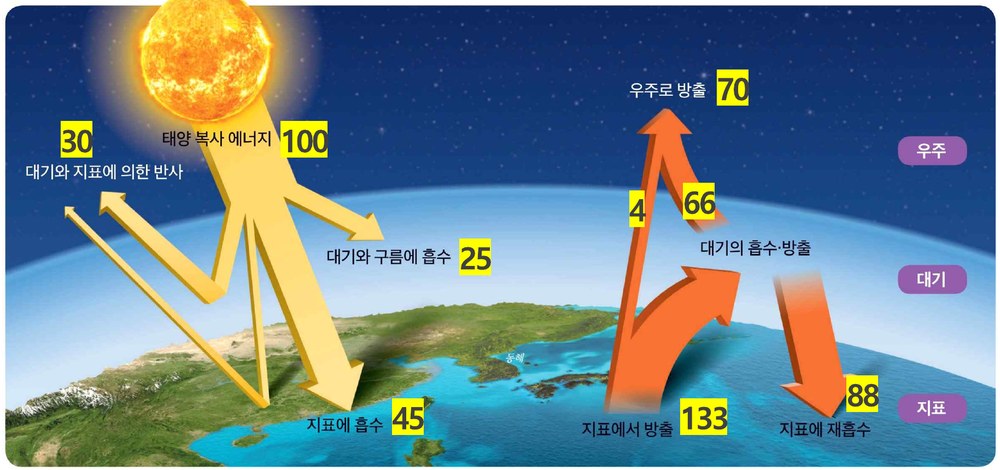 우주로 방출 70
30
태양 복사 에너지 100
우주
대기와 지표에 의한 반사
4
66
대기의 흡수·방출
대기와 구름에 흡수 25
대기
88
지표에 흡수 45
지표에서 방출 133
지표에 재흡수
지표